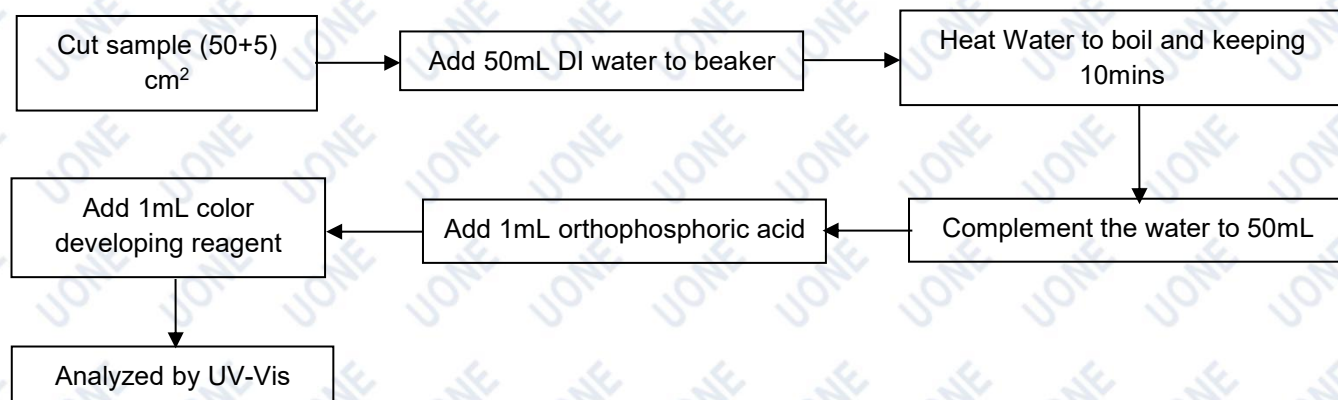 Cut sample (50+5)
cm²
Add 50mL DI water to beaker
Heat Water to boil and keeping
10mins
Complement the water to 50mL
Add 1mL orthophosphoric acid
Add 1mL color
developing reagent
Analyzed by UV-Vis
UONE